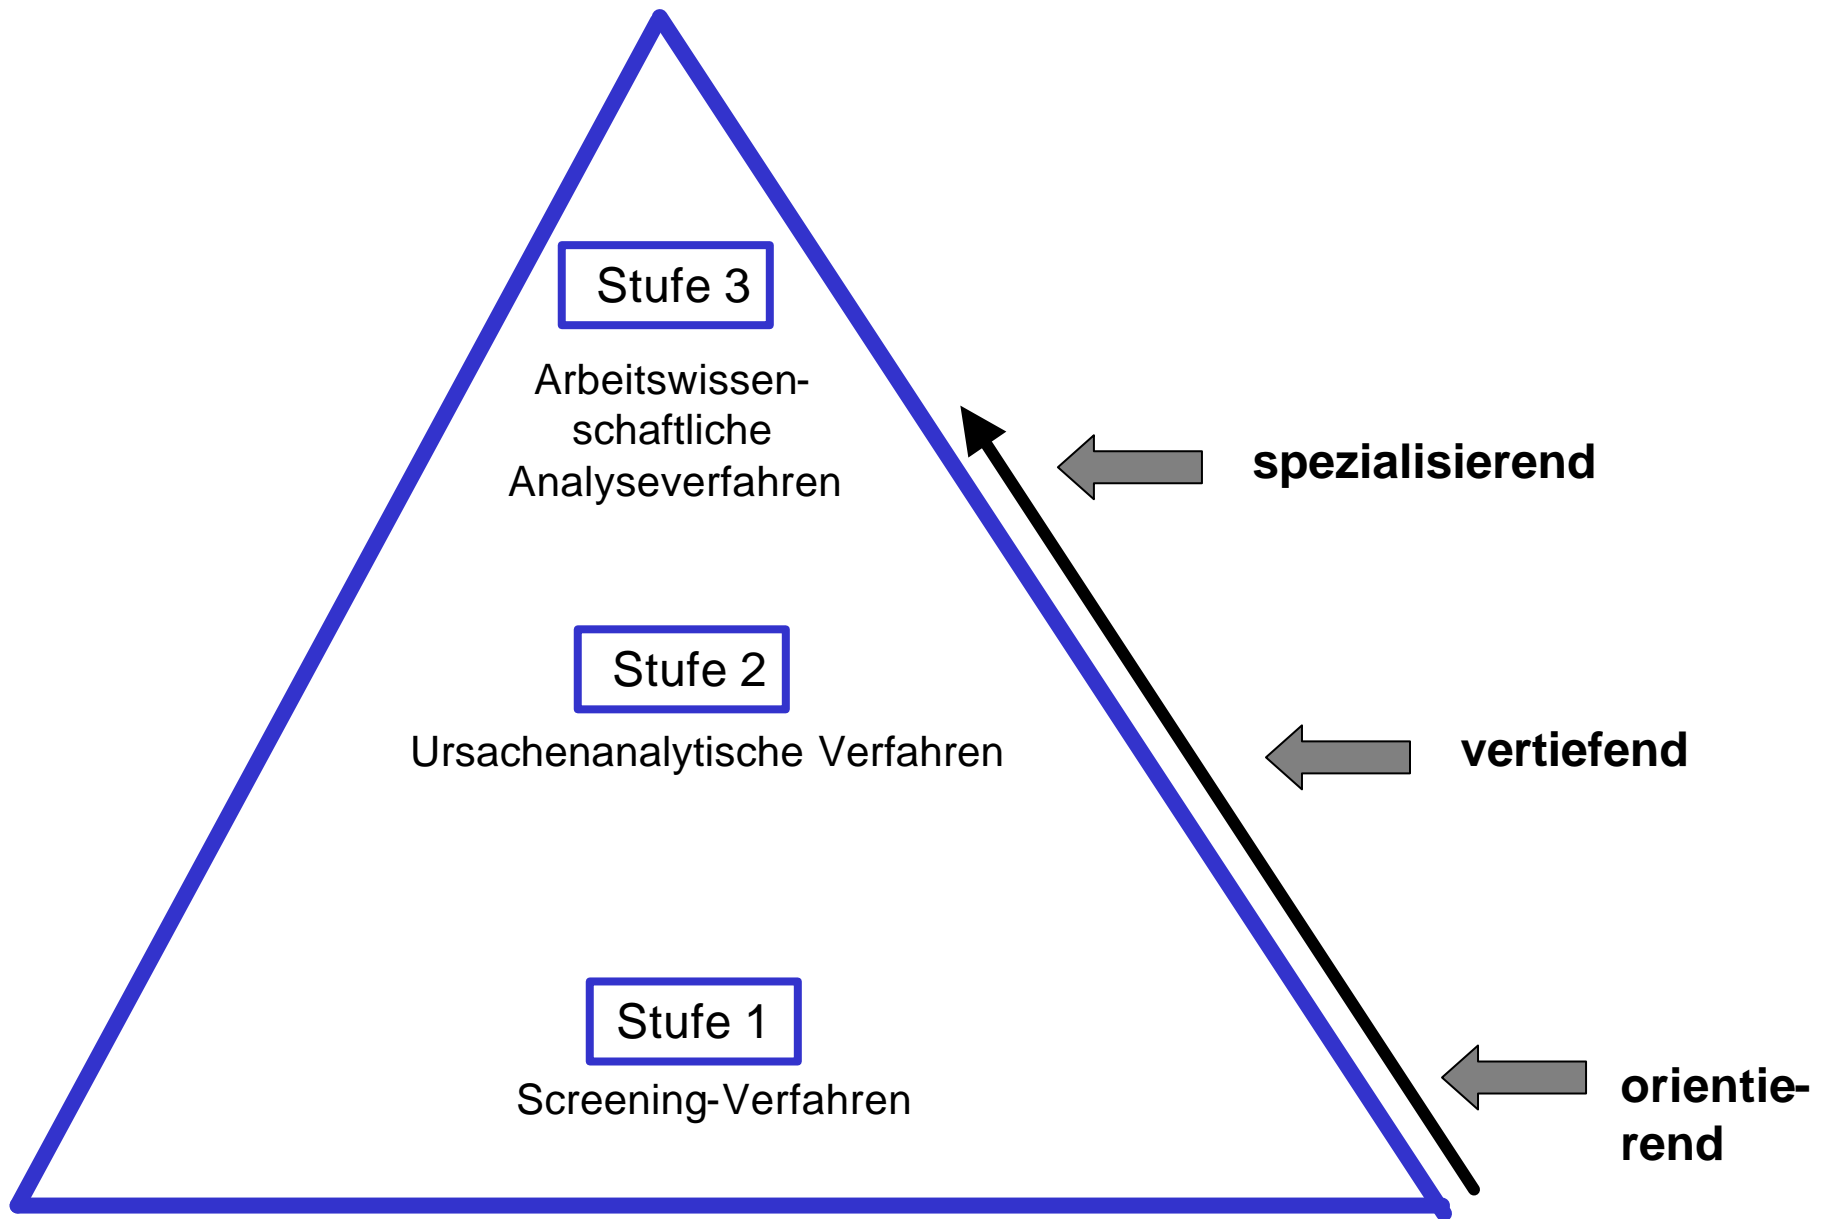 Stufe 3
Arbeitswissen-
schaftliche
Analyseverfahren
spezialisierend
Stufe 2
Ursachenanalytische Verfahren
vertiefend
Stufe 1
Screening-Verfahren
orientie-
rend